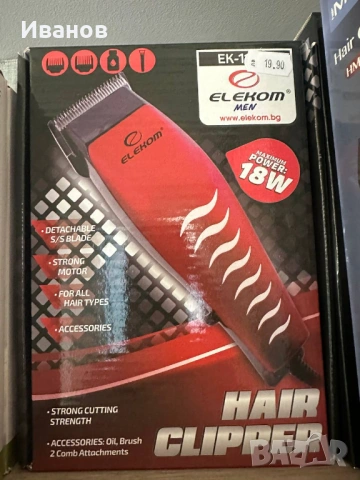 Иванов
EK-1
19.90
ELEKOM
MEN
www.elekom.bg
ELEKOM
MAXIMUM
POWER:
18W
• DETACHABLE
S/S BLADE
• STRONG
MOTOR
• FOR ALL
HAIR TYPES
• ACCESSORIES
• STRONG CUTTING
STRENGTH
• ACCESSORIES: Oil, Brush
2 Comb Attachments
HAIR
CLIPPER
Hair
HM
BAZAR